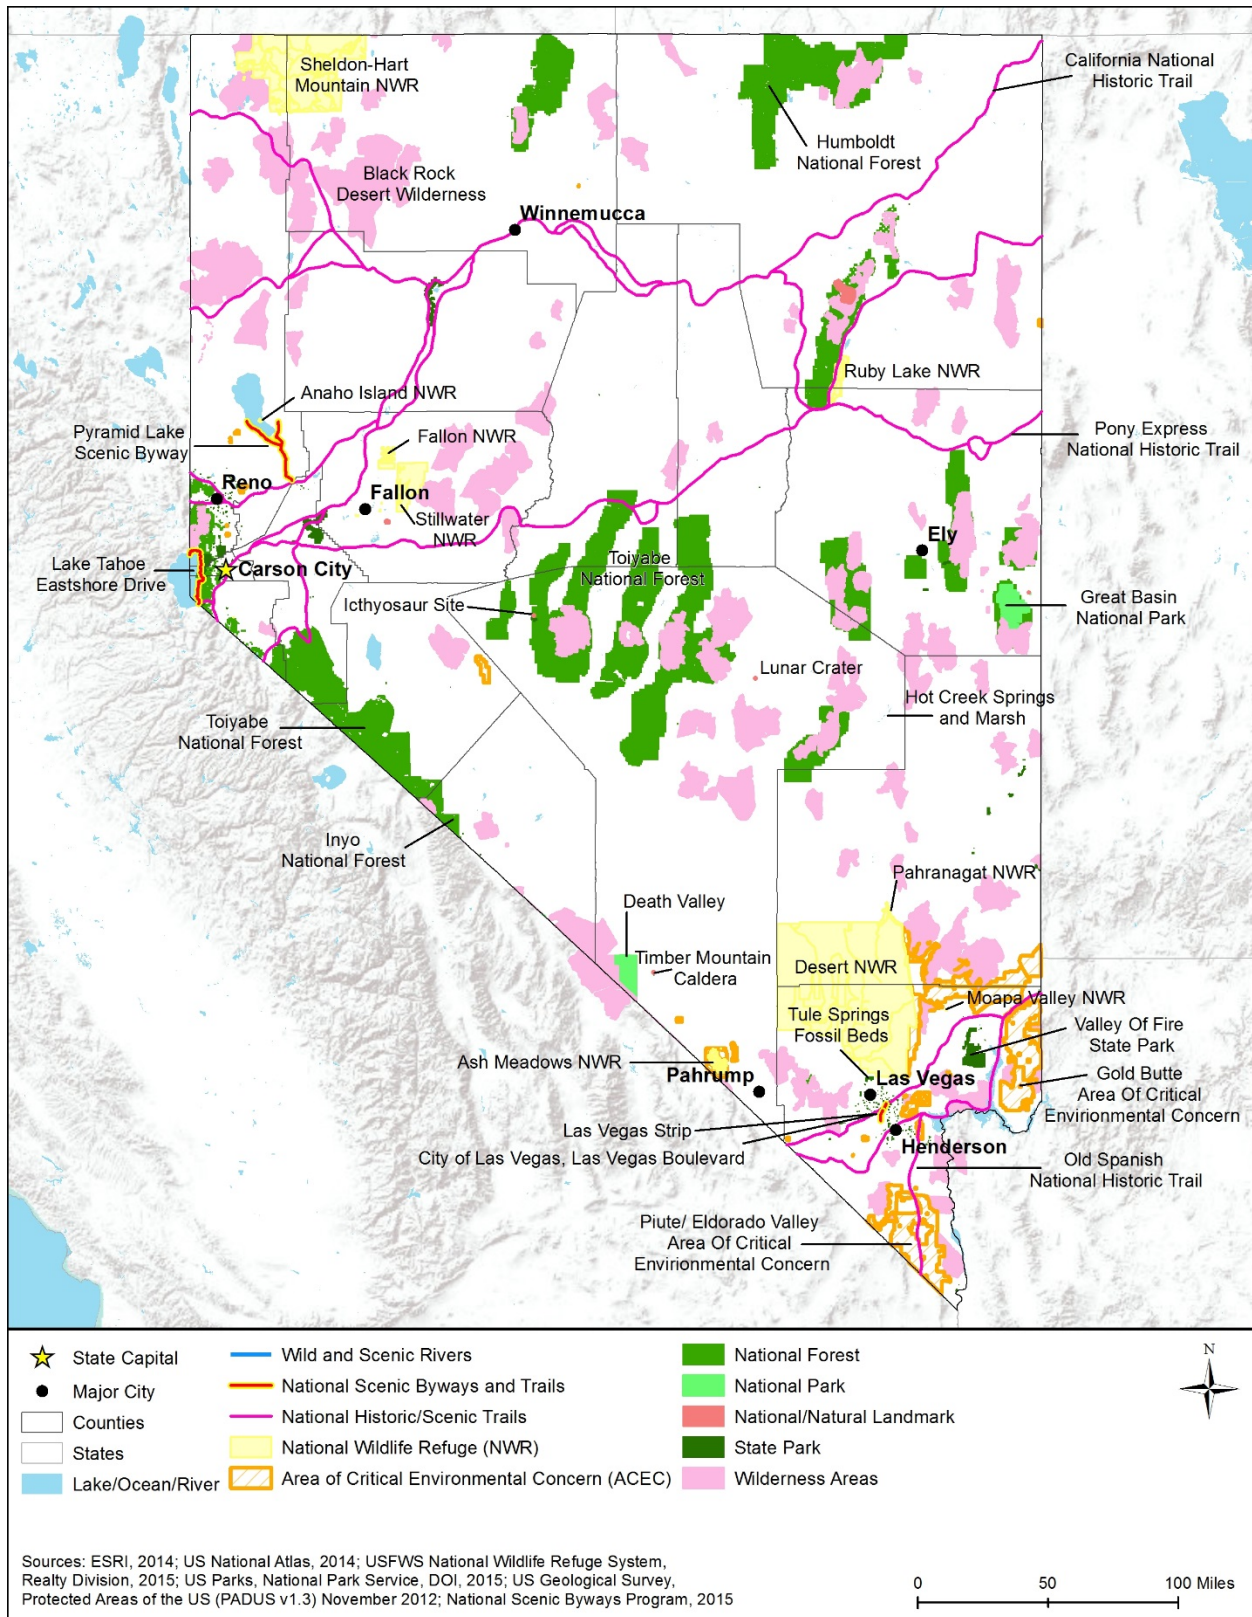 Sheldon-Hart
Mountain NWR
California National
Historic Trail
Humboldt
National Forest
Black Rock
Desert Wilderness
Winnemucca
Ruby Lake NWR
Anaho Island NWR
Pyramid Lake
Scenic Byway
Fallon NWR
Pony Express
National Historic Trail
Reno
Fallon
Stillwater
NWR
Ely
Lake Tahoe
Eastshore Drive
Carson City
Toiyabe
National Forest
Icthyosaur Site
Great Basin
National Park
Lunar Crater
Hot Creek Springs
and Marsh
Toiyabe
National Forest
Inyo
National Forest
Pahranagat NWR
Death Valley
Timber Mountain
Caldera
Desert NWR
Moapa Valley NWR
Tule Springs
Fossil Beds
Valley Of Fire
State Park
Ash Meadows NWR
Pahrump
Las Vegas
Gold Butte
Area Of Critical
Envirionmental Concern
Las Vegas Strip
City of Las Vegas, Las Vegas Boulevard
Henderson
Old Spanish
National Historic Trail
Piute/ Eldorado Valley
Area Of Critical
Environmental Concern
State Capital
Major City
Counties
States
Lake/Ocean/River
Wild and Scenic Rivers
National Scenic Byways and Trails
National Historic/Scenic Trails
National Wildlife Refuge (NWR)
Area of Critical Environmental Concern (ACEC)
National Forest
National Park
National/Natural Landmark
State Park
Wilderness Areas
N
Sources: ESRI, 2014; US National Atlas, 2014; USFWS National Wildlife Refuge System,
Realty Division, 2015; US Parks, National Park Service, DOI, 2015; US Geological Survey,
Protected Areas of the US (PADUS v1.3) November 2012; National Scenic Byways Program, 2015
0 50 100 Miles